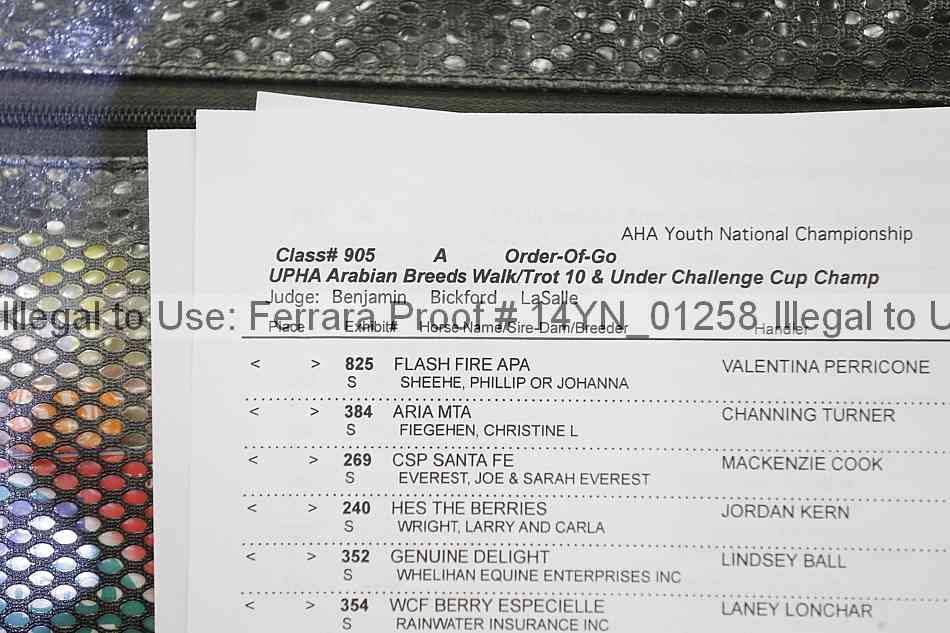 AHA Youth National Championship
Class# 905 A Order-Of-Go
UPHA Arabian Breeds Walk/Trot 10 & Under Challenge Cup Champ
Judge: Benjamin Bickford LaSalle
Illegal to Use: Ferrara Proof # 14YN_01258 Illegal to U
Place Exhibit# Horse Name/Sire-Dam/Breeder Handler
< > 825 FLASH FIRE APA VALENTINA PERRICONE
S SHEEHE, PHILLIP OR JOHANNA
< > 384 ARIA MTA CHANNING TURNER
S FIEGEHEN, CHRISTINE L
< > 269 CSP SANTA FE MACKENZIE COOK
S EVEREST, JOE & SARAH EVEREST
< > 240 HES THE BERRIES JORDAN KERN
S WRIGHT, LARRY AND CARLA
< > 352 GENUINE DELIGHT LINDSEY BALL
S WHELIHAN EQUINE ENTERPRISES INC
< > 354 WCF BERRY ESPECIELLE LANEY LONCHAR
S RAINWATER INSURANCE INC